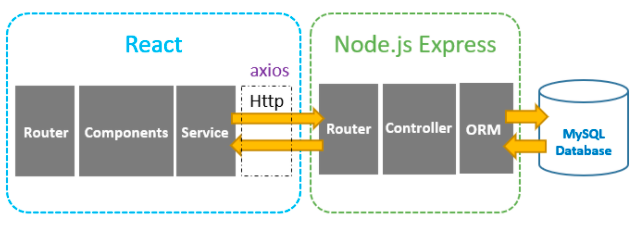 React
Node.js Express
axios
Http
Router
Components
Service
Router
Controller
ORM
MySQL
Database